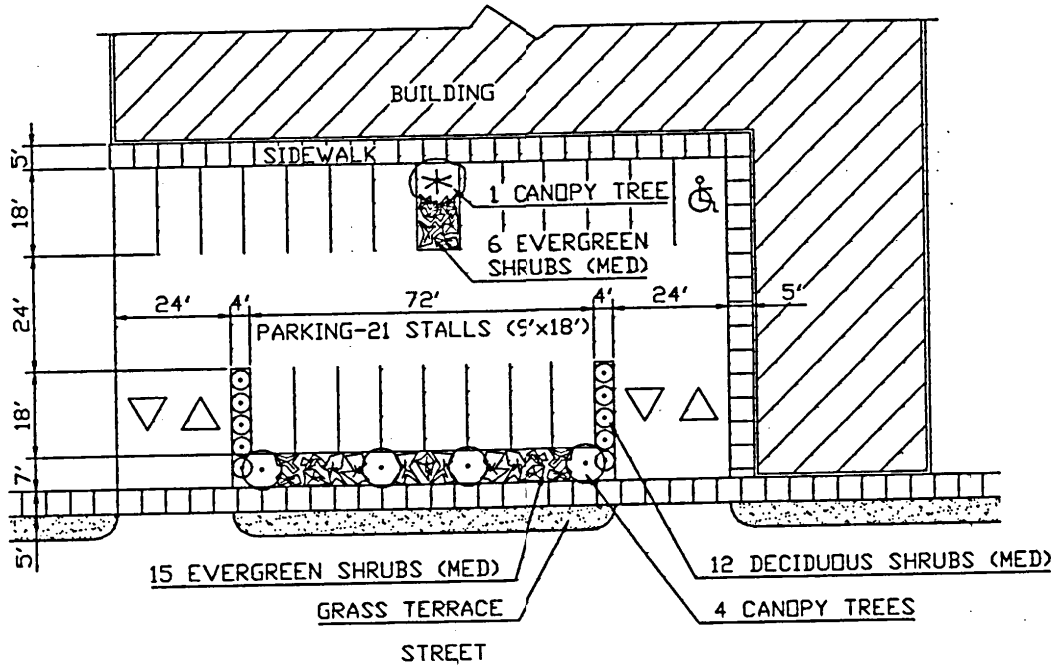 BUILDING
5'
SIDEWALK
18'
1 CANOPY TREE
6 EVERGREEN
SHRUBS (MED)
24'
24'
4'
72'
4'
24'
5'
PARKING-21 STALLS (9'x18')
18'
7'
5'
15 EVERGREEN SHRUBS (MED)
12 DECIDUOUS SHRUBS (MED)
GRASS TERRACE
4 CANOPY TREES
STREET